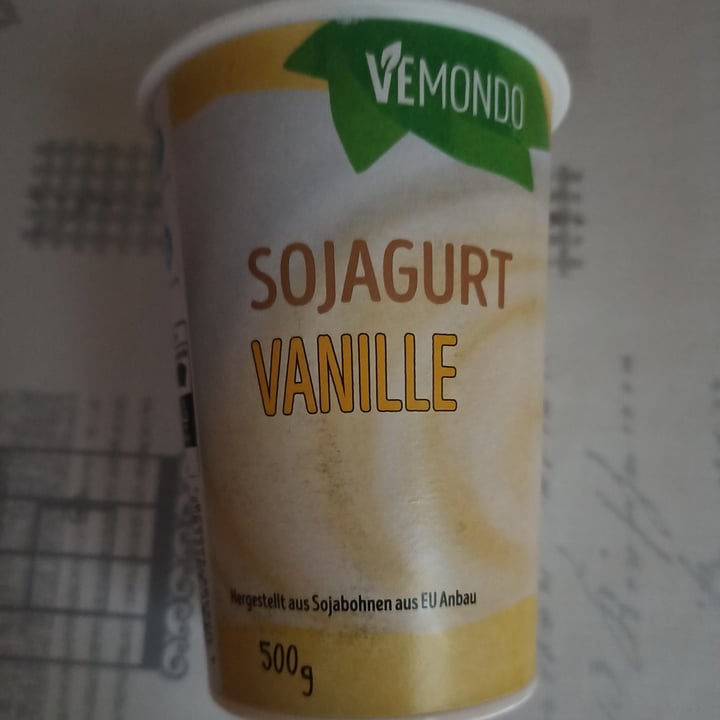 VEMONDO
SOJAGURT
VANILLE
Hergestellt aus Sojabohnen aus EU Anbau
500g